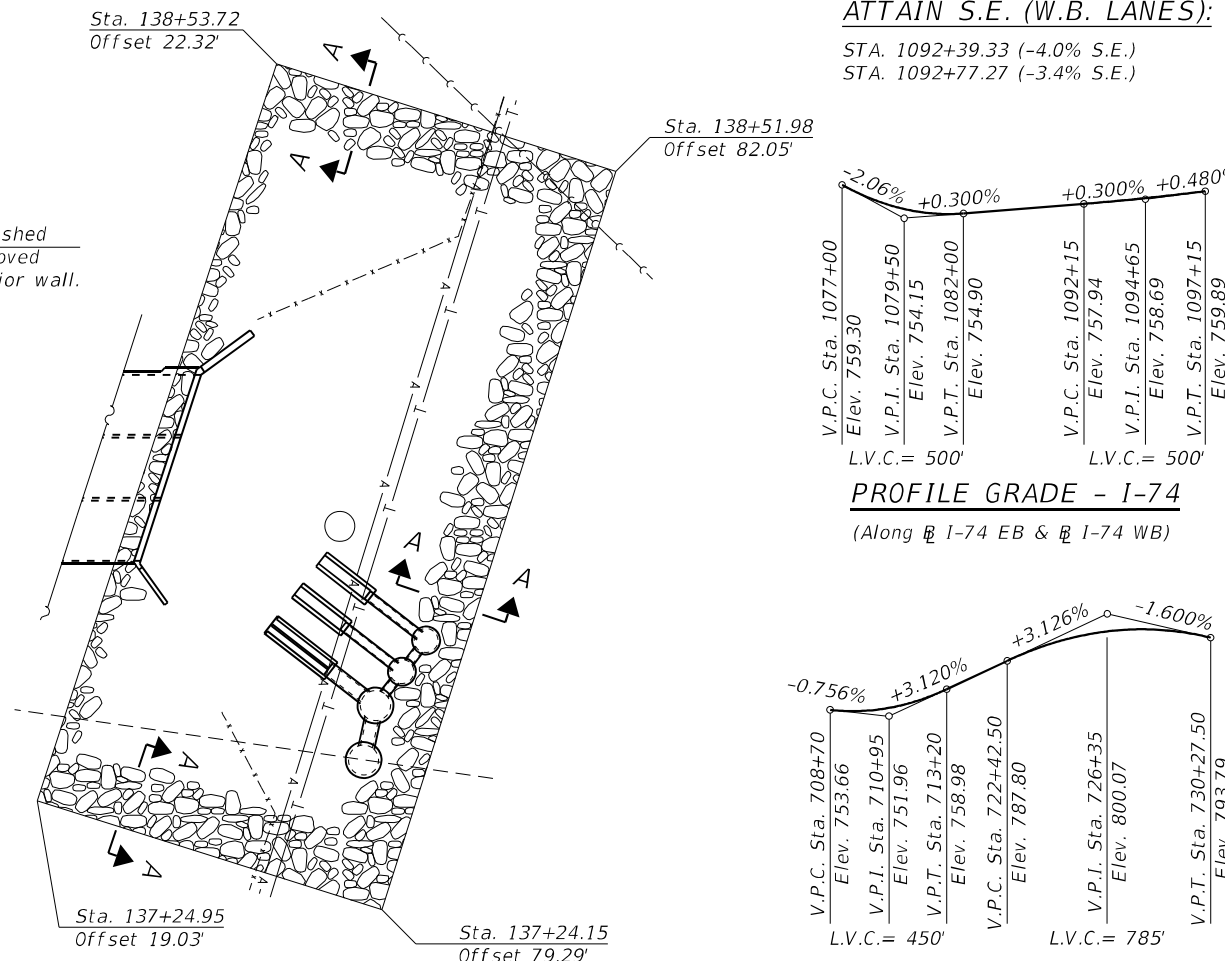 Sta. 138+53.72
Offset 22.32'
ATTAIN S.E. (W.B. LANES):
STA. 1092+39.33 (-4.0% S.E.)
STA. 1092+77.27 (-3.4% S.E.)
A
A
Sta. 138+51.98
Offset 82.05'
shed
oved
ior wall.
-2.06%
+0.300%
+0.300%
+0.480%
V.P.C. Sta. 1077+00
Elev. 759.30
V.P.I. Sta. 1079+50
Elev. 754.15
V.P.T. Sta. 1082+00
Elev. 754.90
V.P.C. Sta. 1092+15
Elev. 757.94
V.P.I. Sta. 1094+65
Elev. 758.69
V.P.T. Sta. 1097+15
Elev. 759.89
L.V.C.= 500'
L.V.C.= 500'
PROFILE GRADE - I-74
(Along ⅊ I-74 EB & ⅊ I-74 WB)
A
A
-0.756%
+3.120%
+3.126%
-1.600%
V.P.C. Sta. 708+70
Elev. 753.66
V.P.I. Sta. 710+95
Elev. 751.96
V.P.T. Sta. 713+20
Elev. 758.98
V.P.C. Sta. 722+42.50
Elev. 787.80
V.P.I. Sta. 726+35
Elev. 800.07
V.P.T. Sta. 730+27.50
Elev. 793.79
L.V.C.= 450'
L.V.C.= 785'
A
A
Sta. 137+24.95
Offset 19.03'
Sta. 137+24.15
Offset 79.29'